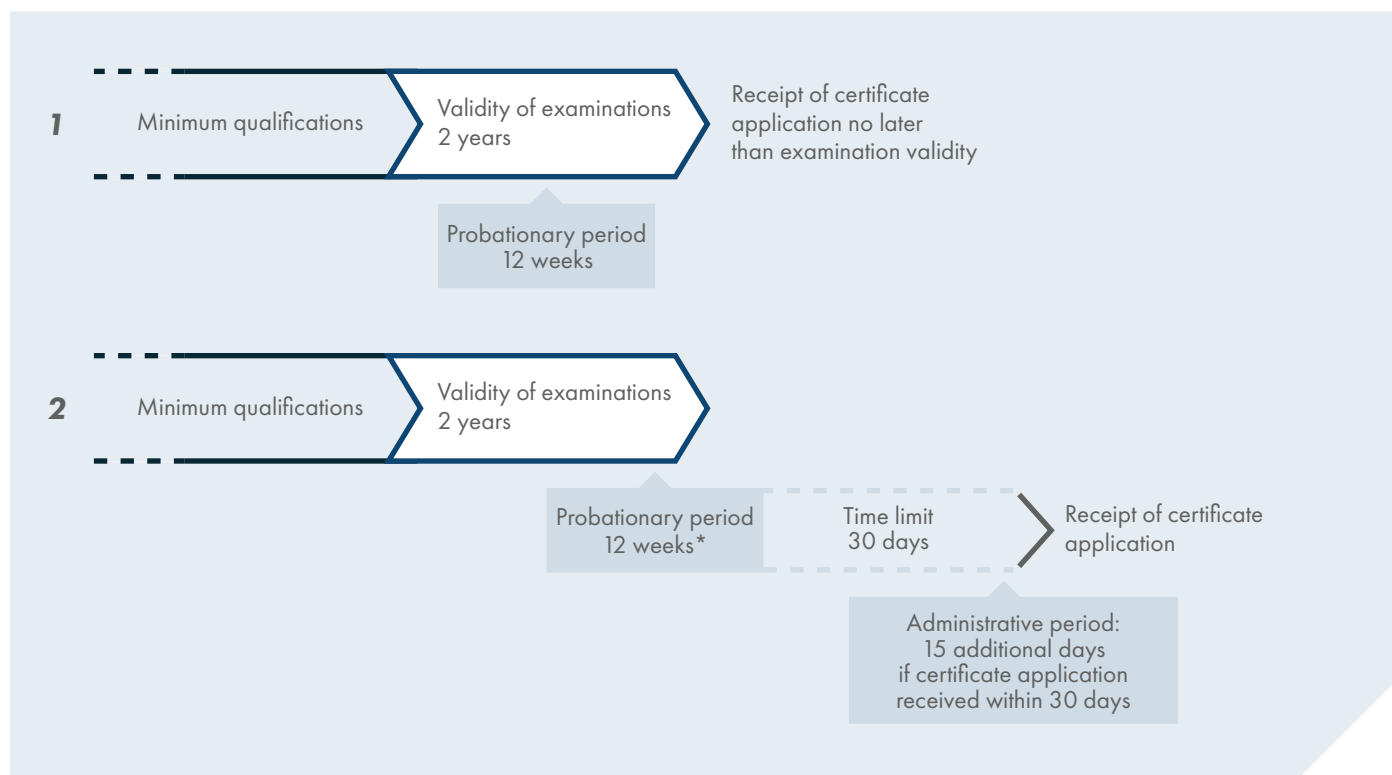 1
Minimum qualifications
Validity of examinations
2 years
Receipt of certificate
application no later
than examination validity
Probationary period
12 weeks
2
Minimum qualifications
Validity of examinations
2 years
Probationary period
12 weeks*
Time limit
30 days
Receipt of certificate
application
Administrative period:
15 additional days
if certificate application
received within 30 days